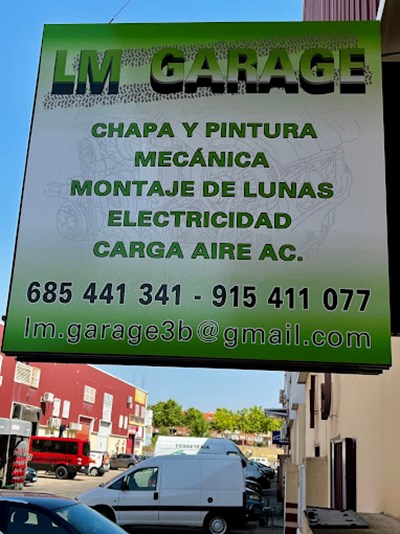 LM GARAGE
CHAPA Y PINTURA
MECÁNICA
MONTAJE DE LUNAS
ELECTRICIDAD
CARGA AIRE AC.
685 441 341 - 915 411 077
lm.garage3b@gmail.com
FERRETERÍA